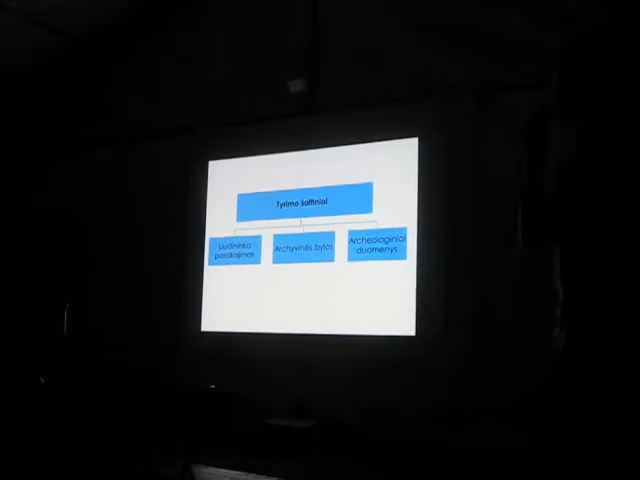 Tyrimo šaltiniai
Liudininko
pasakojimas
Archyvinės bylos
Archeologiniai
duomenys